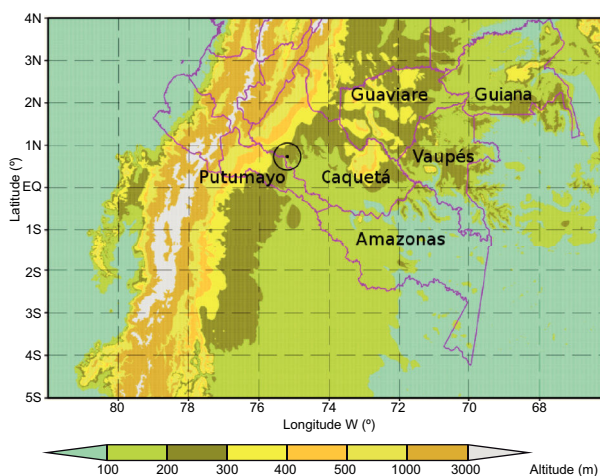 4N
3N
2N
1N
EQ
1S
2S
3S
4S
5S
Latitude (º)
Guaviare
Guiana
Vaupés
Putumayo
Caquetá
Amazonas
80
78
76
74
72
70
68
Longitude W (º)
100
200
300
400
500
1000
3000
Altitude (m)